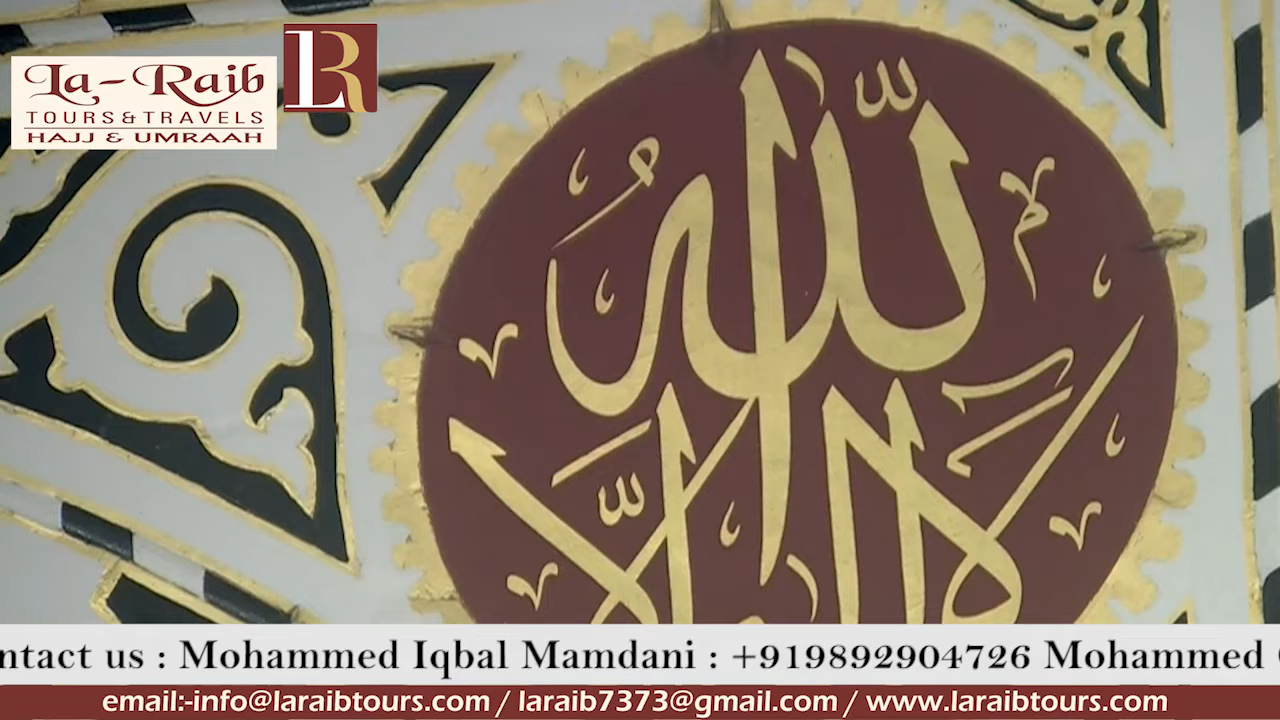 La-Raib
LR
TOURS & TRAVELS
HAJJ & UMRAAH
الله
لا إلا
ntact us : Mohammed Iqbal Mamdani : +919892904726 Mohammed
email:-info@laraibtours.com / laraib7373@gmail.com / www.laraibtours.com